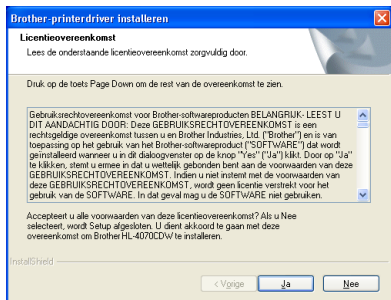 Brother-printerdriver installeren
Licentieovereenkomst
Lees de onderstaande licentieovereenkomst zorgvuldig door.
Druk op de toets Page Down om de rest van de overeenkomst te zien.
Gebruiksrechtovereenkomst voor Brother-softwareproducten BELANGRIJK- LEEST U
DIT AANDACHTIG DOOR: Deze GEBRUIKSRECHTOVEREENKOMST is een
rechtsgeldige overeenkomst tussen u en Brother Industries, Ltd. ("Brother") en is van
toepassing op het gebruik van het Brother-softwareproduct ("SOFTWARE") dat wordt
geïnstalleerd wanneer u in dit dialoogvenster op de knop "Yes" ("Ja") klikt. Door op "Ja"
te klikken, stemt u ermee in dat u wettelijk gebonden bent aan de voorwaarden van
deze GEBRUIKSRECHTOVEREENKOMST. Indien u niet instemt met de voorwaarden van
deze GEBRUIKSRECHTOVEREENKOMST, wordt geen licentie verstrekt voor het
gebruik van de SOFTWARE. In dat geval mag u de SOFTWARE niet gebruiken.
Accepteert u alle voorwaarden van deze licentieovereenkomst? Als u Nee
selecteert, wordt Setup afgesloten. U dient akkoord te gaan met deze
overeenkomst om Brother HL-4070CDW te installeren.
InstallShield
< Vorige
Ja
Nee